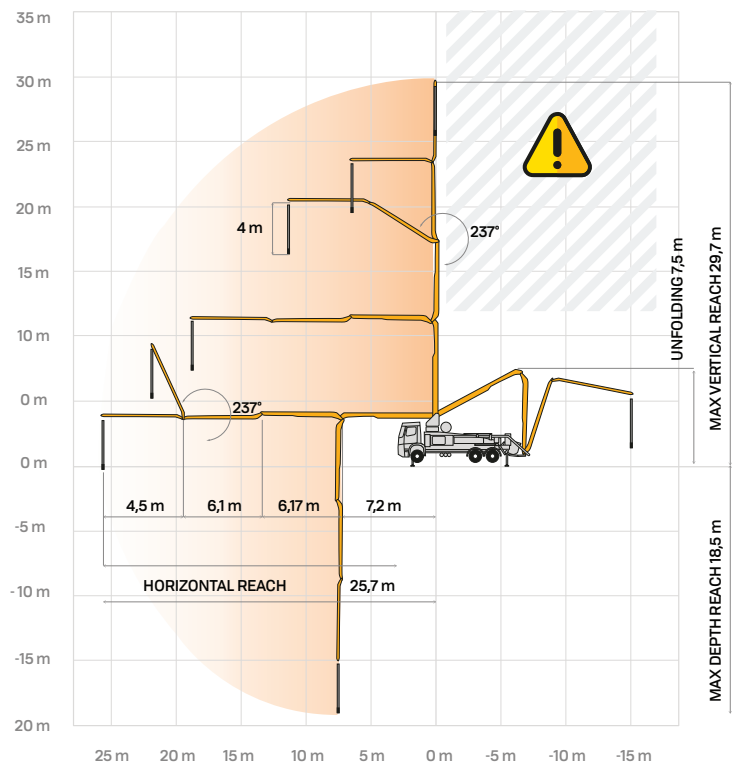 35 m
30 m
25 m
20 m
15 m
10 m
0 m
0 m
-5 m
-10 m
-15 m
20 m
25 m
20 m
15 m
10 m
5 m
0 m
-5 m
-10 m
-15 m
4 m
237°
237°
4,5 m
6,1 m
6,17 m
7,2 m
HORIZONTAL REACH
25,7 m
UNFOLDING 7,5 m
MAX VERTICAL REACH 29,7 m
MAX DEPTH REACH 18,5 m